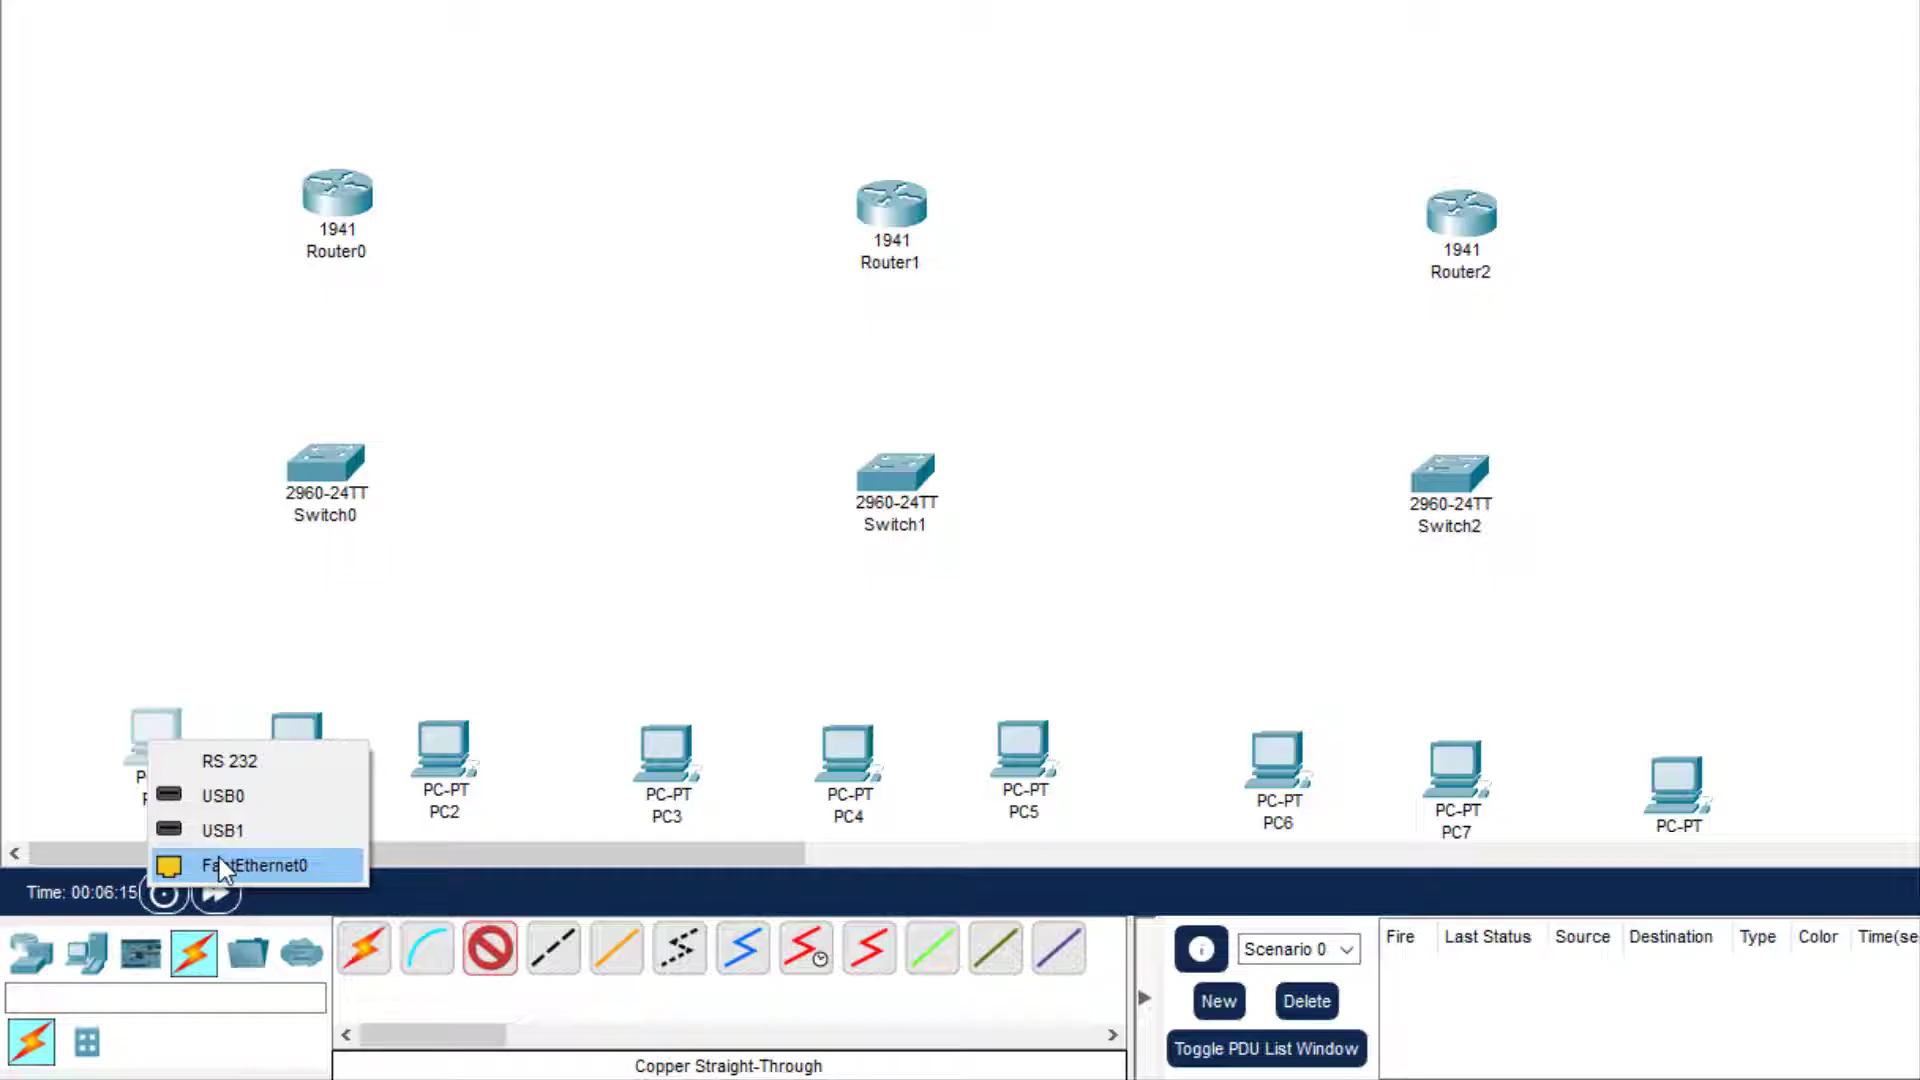 1941
Router0
1941
Router1
1941
Router2
2960-24TT
Switch0
2960-24TT
Switch1
2960-24TT
Switch2
RS 232
USB0
USB1
FastEthernet0
PC-PT
PC2
PC-PT
PC3
PC-PT
PC4
PC-PT
PC5
PC-PT
PC6
PC-PT
PC7
PC-PT
Time: 00:06:15
Scenario 0
New
Delete
Toggle PDU List Window
Fire Last Status Source Destination Type Color Time(se
Copper Straight-Through